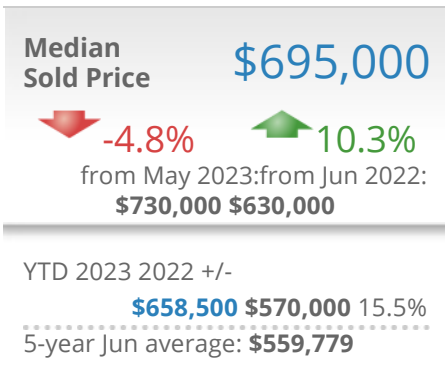 Median
Sold Price
$695,000
-4.8% 10.3%
from May 2023:from Jun 2022:
$730,000 $630,000
YTD 2023 2022 +/-
$658,500 $570,000 15.5%
5-year Jun average: $559,779